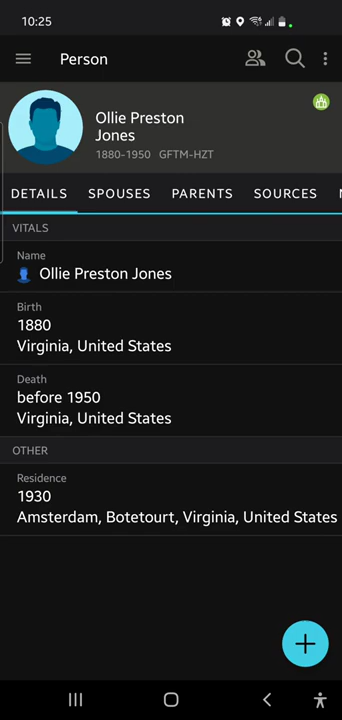 10:25
Person
Ollie Preston
Jones
1880-1950 GFTM-HZT
DETAILS SPOUSES PARENTS SOURCES
VITALS
Name
Ollie Preston Jones
Birth
1880
Virginia, United States
Death
before 1950
Virginia, United States
OTHER
Residence
1930
Amsterdam, Botetourt, Virginia, United States